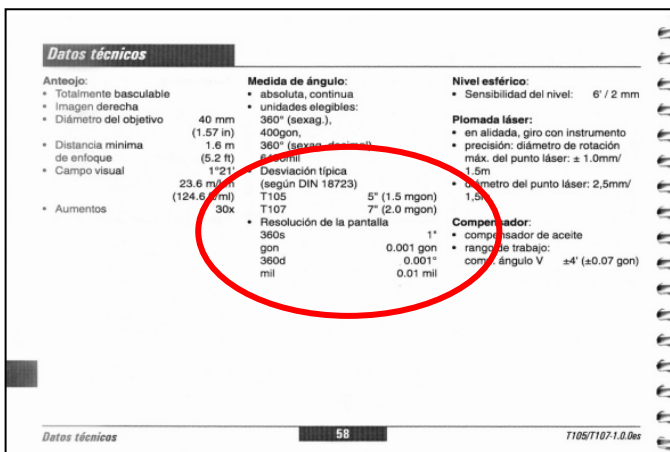 Datos técnicos
Anteojo:
• Totalmente basculable
• Imagen derecha
• Diámetro del objetivo 40 mm
(1.57 in)
• Distancia minima 1.6 m
de enfoque (5.2 ft)
• Campo visual 1°21'
23.6 m/
(124.6 /ml)
• Aumentos 30x
Medida de ángulo:
• absoluta, continua
• unidades elegibles:
360° (sexag.),
400gon,
360° (sexag. decimal)
6400mil
• Desviación típica
(según DIN 18723)
T105 5" (1.5 mgon)
T107 7" (2.0 mgon)
• Resolución de la pantalla
360s 1"
gon 0.001 gon
360d 0.001°
mil 0.01 mil
Nivel esférico:
• Sensibilidad del nivel: 6' / 2 mm
Plomada láser:
• en alidada, giro con instrumento
• precisión: diámetro de rotación
máx. del punto láser: ± 1.0mm/
1.5m
• diámetro del punto láser: 2,5mm/
1,5
Compensador:
• compensador de aceite
• rango de trabajo:
com ángulo V ±4' (±0.07 gon)
Datos técnicos
58
T105/T107-1.0.0es